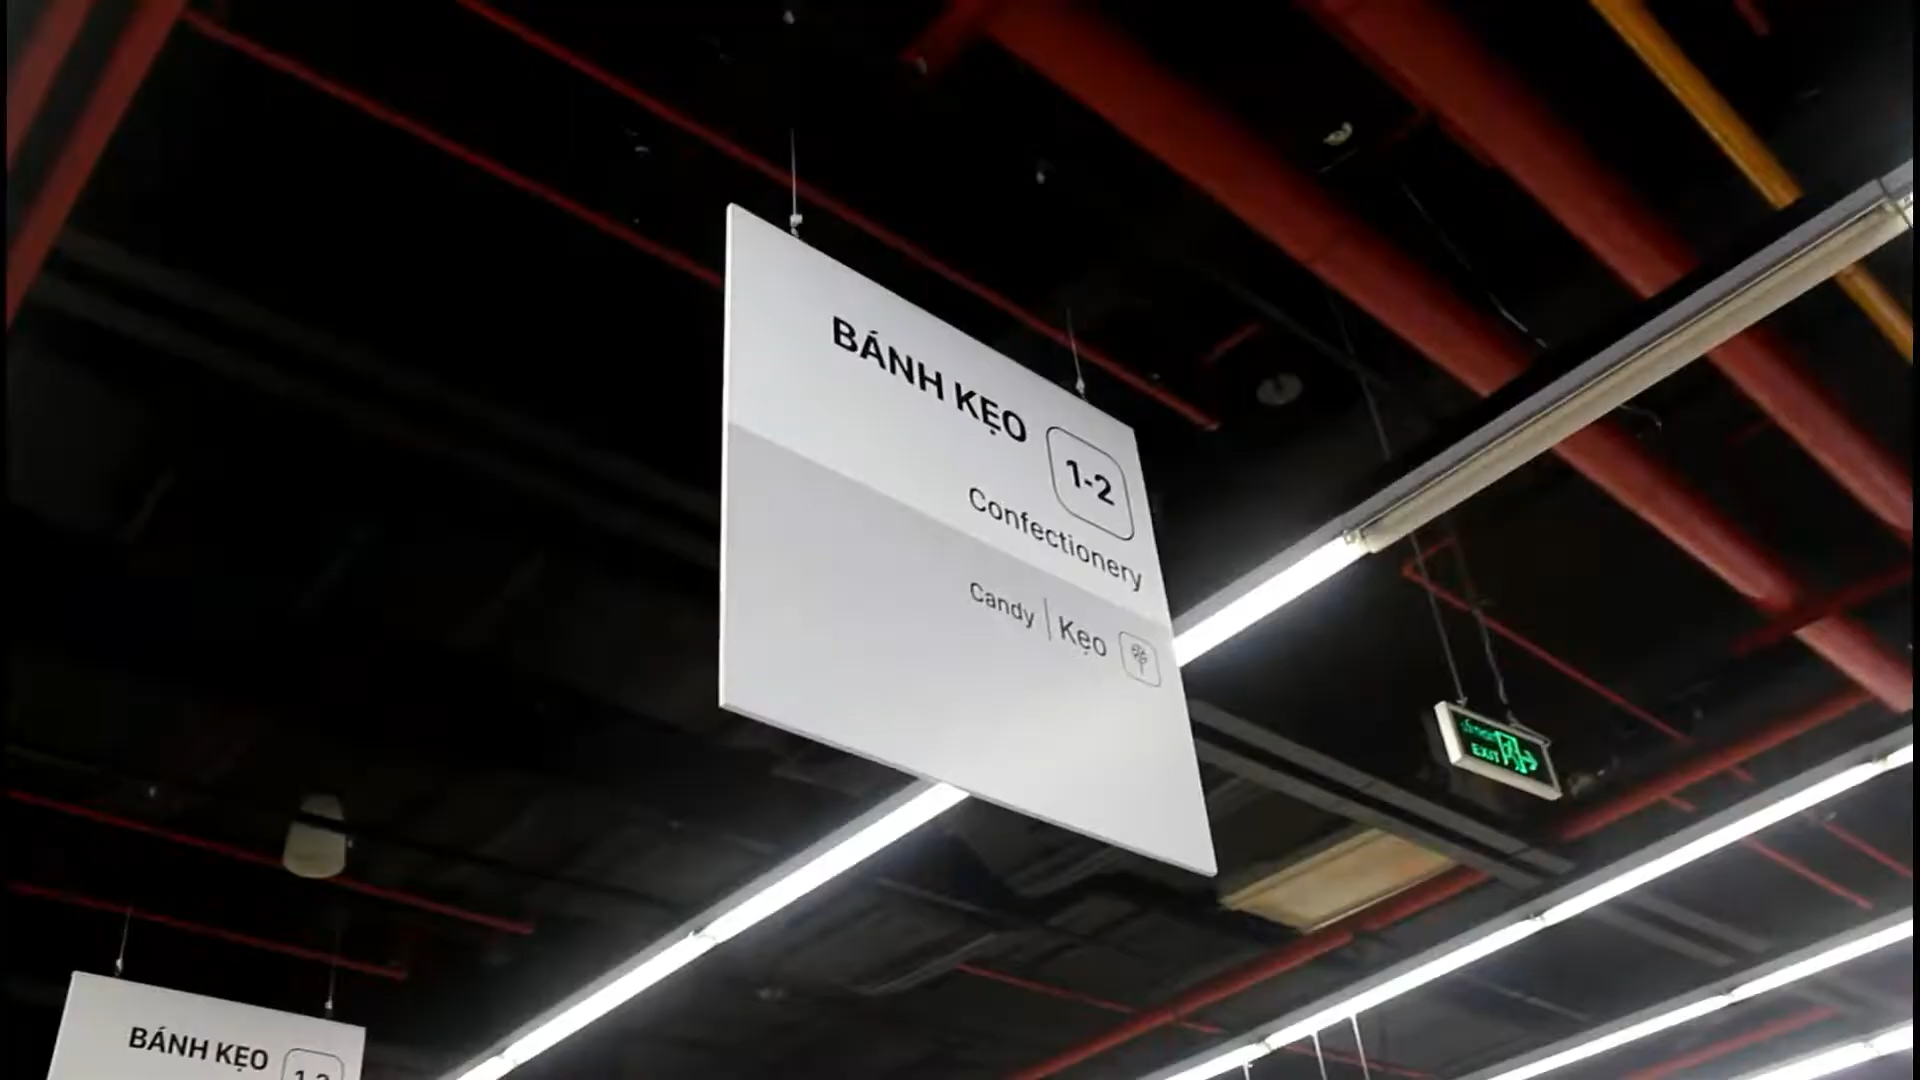 BÁNH KẸO
1-2
Confectionery
Candy | Kẹo
EXIT
BÁNH KẸO